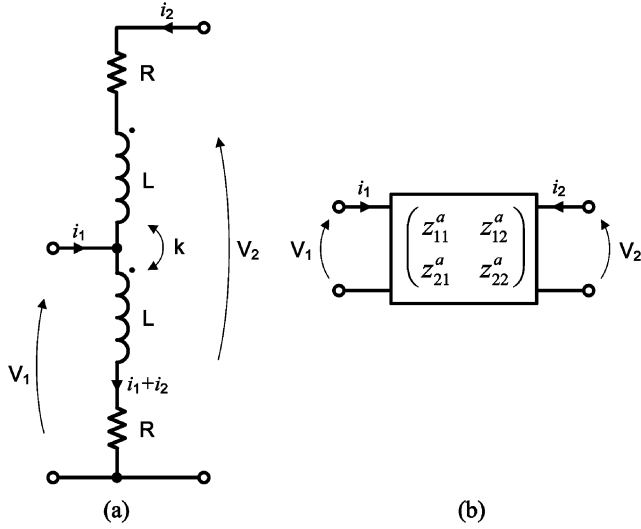 i₂
R
L
i₁
k
V₂
L
V₁
i₁+i₂
R
(a)
i₁
i₂
V₁
z₁₁ᵃ z₁₂ᵃ
z₂₁ᵃ z₂₂ᵃ
V₂
(b)